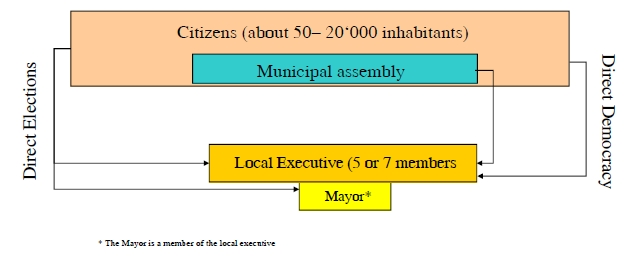 Citizens (about 50– 20‘000 inhabitants)
Municipal assembly
Direct Elections
Direct Democracy
Local Executive (5 or 7 members
Mayor*
* The Mayor is a member of the local executive